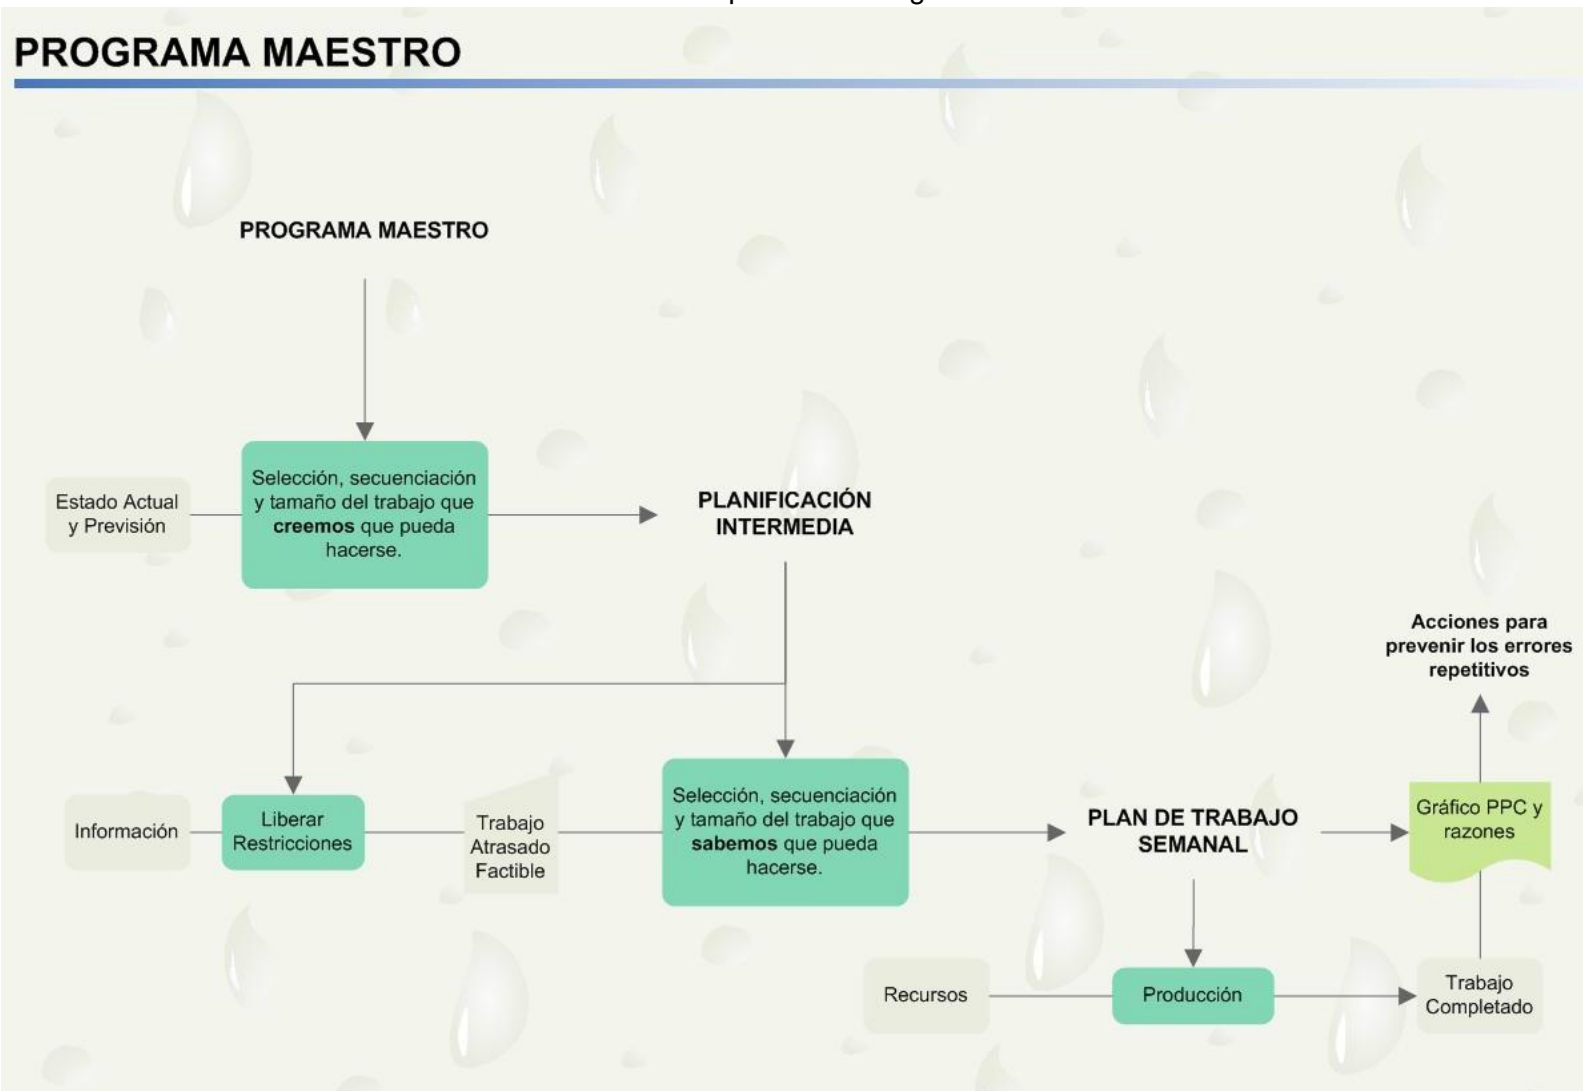 PROGRAMA MAESTRO
PROGRAMA MAESTRO
Estado Actual
y Previsión
Selección, secuenciación
y tamaño del trabajo que
creemos que pueda
hacerse.
PLANIFICACIÓN
INTERMEDIA
Acciones para
prevenir los errores
repetitivos
Información
Liberar
Restricciones
Trabajo
Atrasado
Factible
Selección, secuenciación
y tamaño del trabajo que
sabemos que pueda
hacerse.
PLAN DE TRABAJO
SEMANAL
Gráfico PPC y
razones
Recursos
Producción
Trabajo
Completado